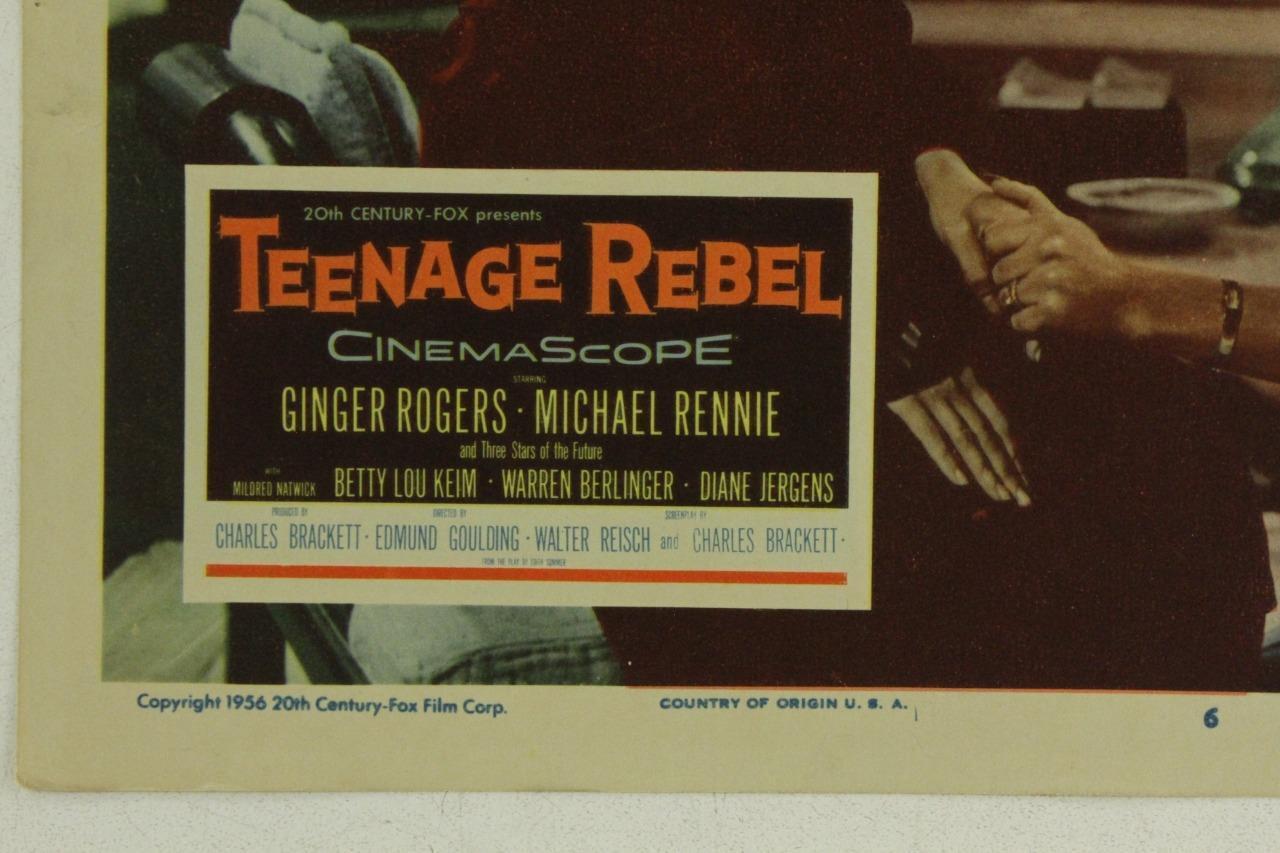 20th CENTURY-FOX presents
TEENAGE REBEL
CINEMASCOPE
STARRING
GINGER ROGERS · MICHAEL RENNIE
and Three Stars of the Future
WITH
MILDRED NATWICK BETTY LOU KEIM · WARREN BERLINGER · DIANE JERGENS
PRODUCED BY DIRECTED BY SCREENPLAY BY
CHARLES BRACKETT · EDMUND GOULDING · WALTER REISCH and CHARLES BRACKETT ·
FROM THE PLAY BY EDITH SOMMER
Copyright 1956 20th Century-Fox Film Corp. COUNTRY OF ORIGIN U. S. A. 6